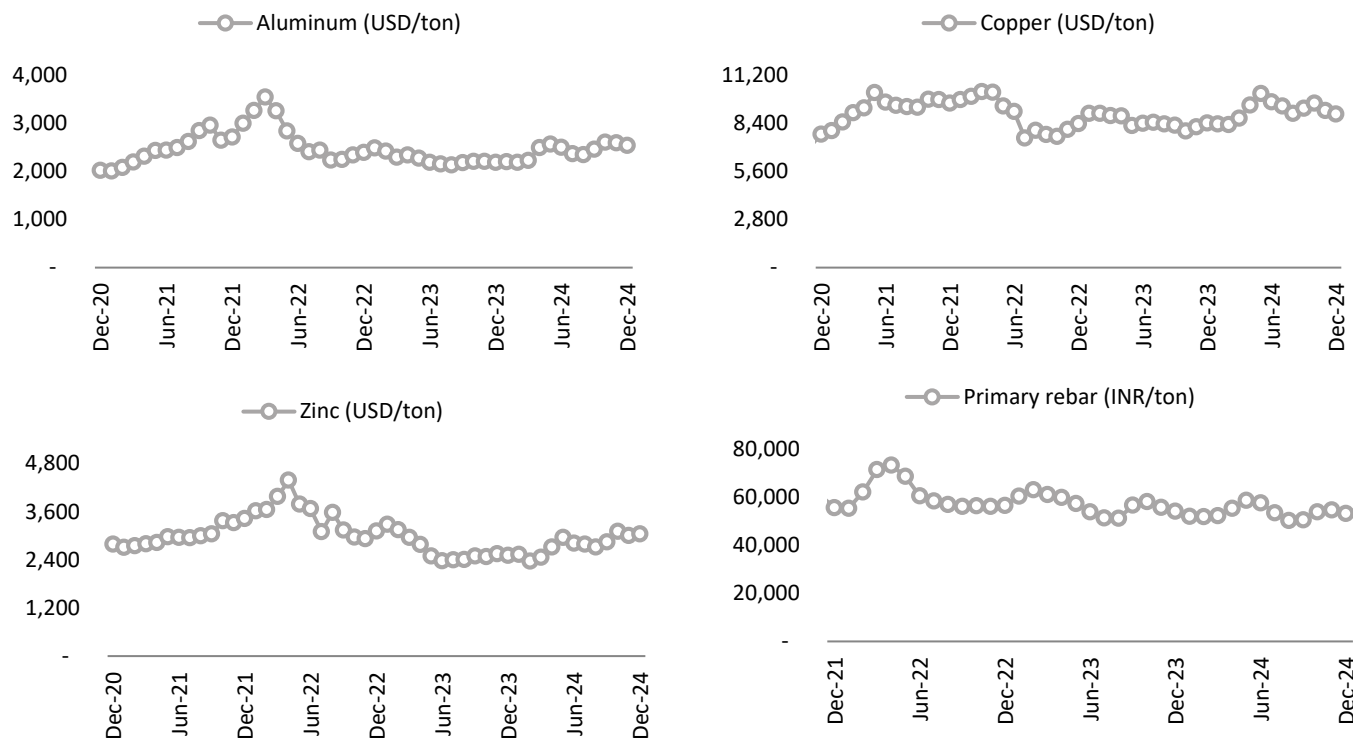 Aluminum (USD/ton)
4,000
3,000
2,000
1,000
-
Dec-20
Jun-21
Dec-21
Jun-22
Dec-22
Jun-23
Dec-23
Jun-24
Dec-24
Copper (USD/ton)
11,200
8,400
5,600
2,800
-
Dec-20
Jun-21
Dec-21
Jun-22
Dec-22
Jun-23
Dec-23
Jun-24
Dec-24
Zinc (USD/ton)
4,800
3,600
2,400
1,200
-
Dec-20
Jun-21
Dec-21
Jun-22
Dec-22
Jun-23
Dec-23
Jun-24
Dec-24
Primary rebar (INR/ton)
80,000
60,000
40,000
20,000
-
Dec-21
Jun-22
Dec-22
Jun-23
Dec-23
Jun-24
Dec-24